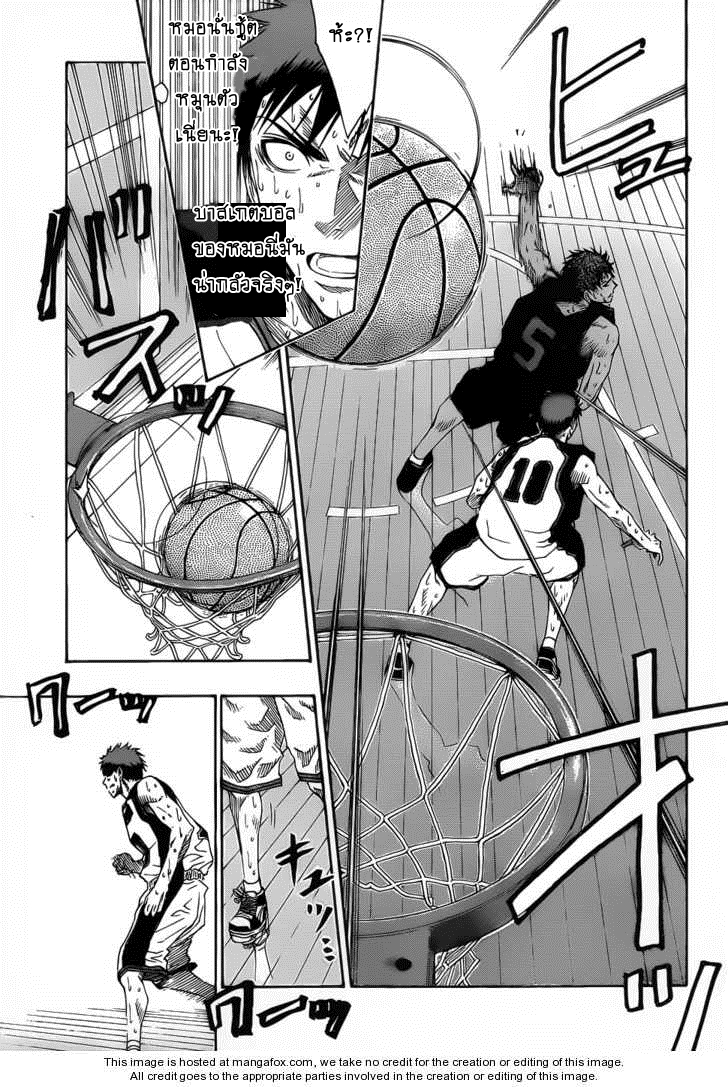 ห้ะ?!
หมอนั่นชู้ต
ตอนกำลัง
หมุนตัว
เนี่ยนะ!
บาสเกตบอล
ของหมอนี่มัน
น่ากลัวจริงๆ!
ヒュ
オ
バ
スッ
5
10
ワーッ
キュッ
ワーッ
This image is hosted at mangafox.com, we take no credit for the creation or editing of this image.
All credit goes to the appropriate parties involved in the creation or editing of this image.